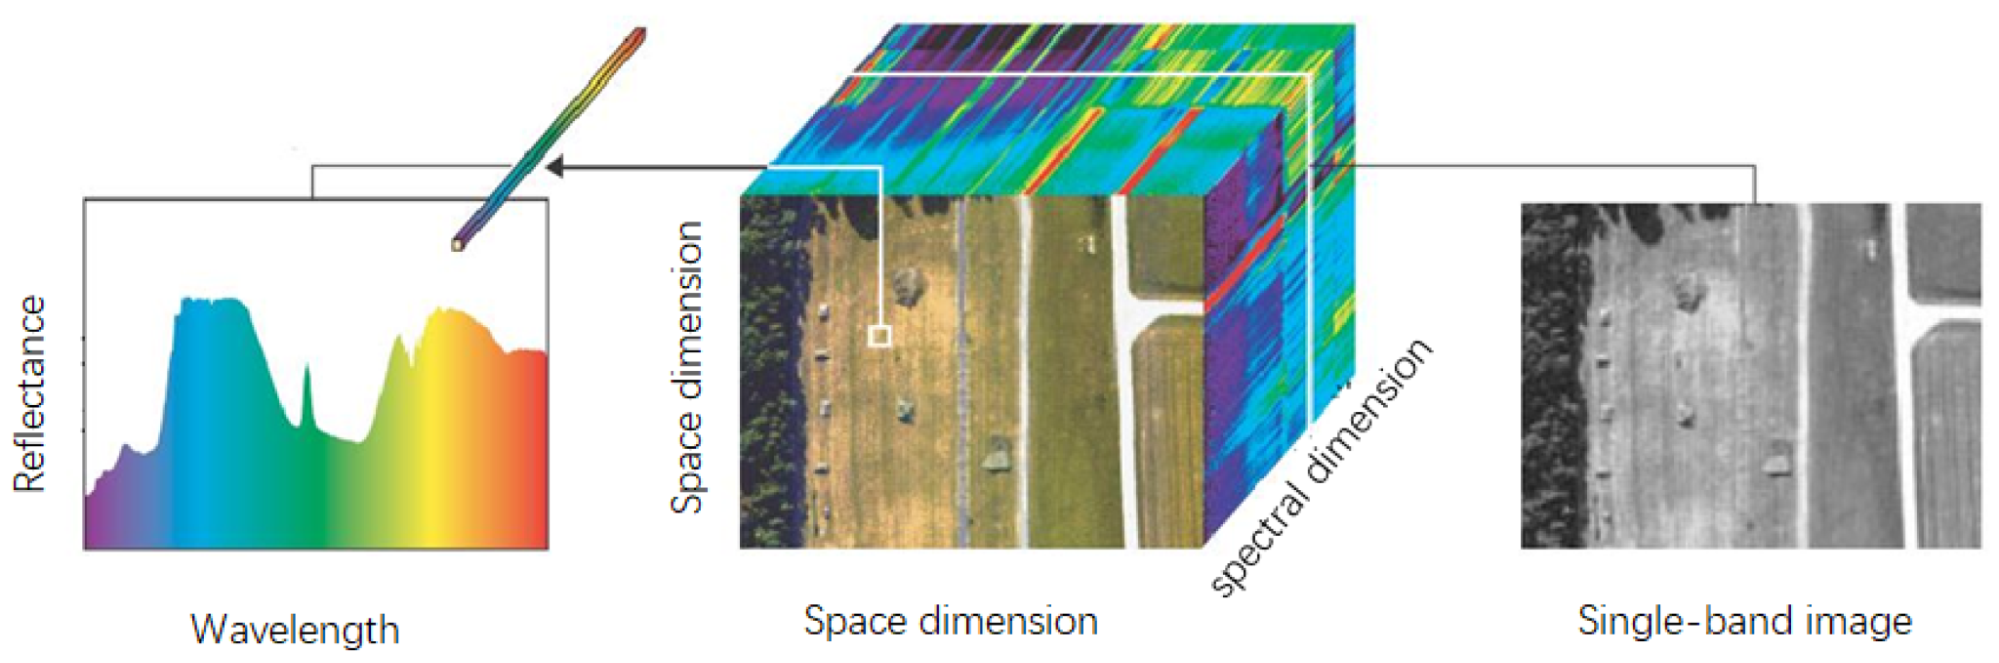 Reflectance
Wavelength
Space dimension
Space dimension
spectral dimension
Single-band image